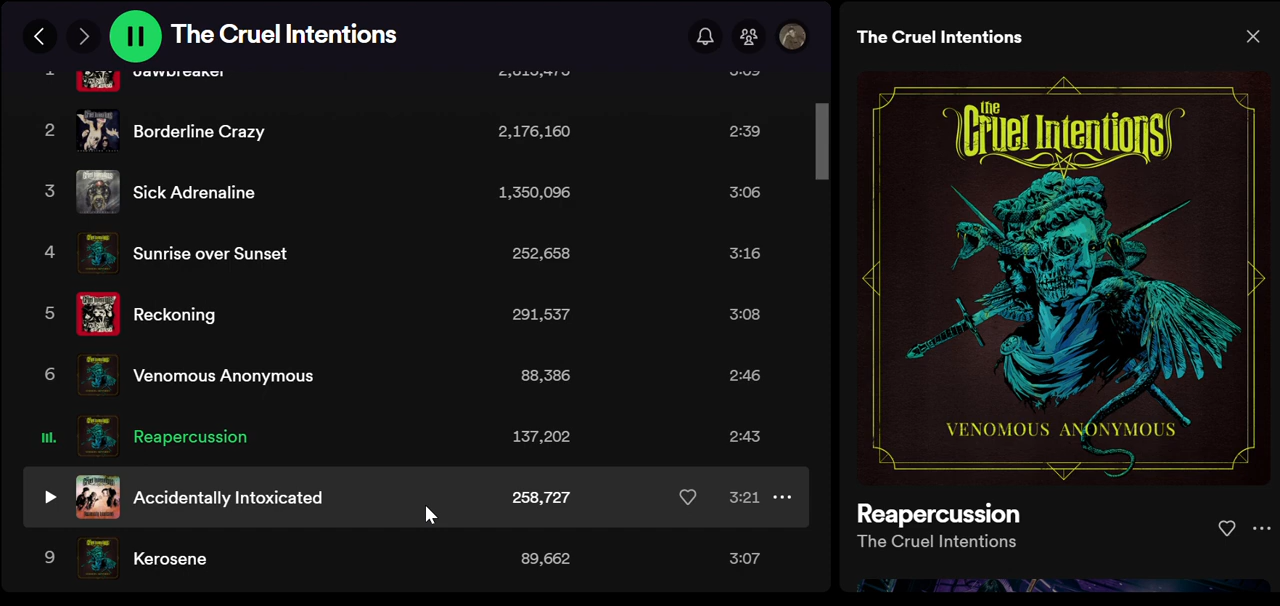 The Cruel Intentions
2 Borderline Crazy 2,176,160 2:39
3 Sick Adrenaline 1,350,096 3:06
4 Sunrise over Sunset 252,658 3:16
5 Reckoning 291,537 3:08
6 Venomous Anonymous 88,386 2:46
Reapercussion 137,202 2:43
Accidentally Intoxicated 258,727 3:21
9 Kerosene 89,662 3:07
The Cruel Intentions
the
Cruel Intentions
VENOMOUS ANONYMOUS
Reapercussion
The Cruel Intentions